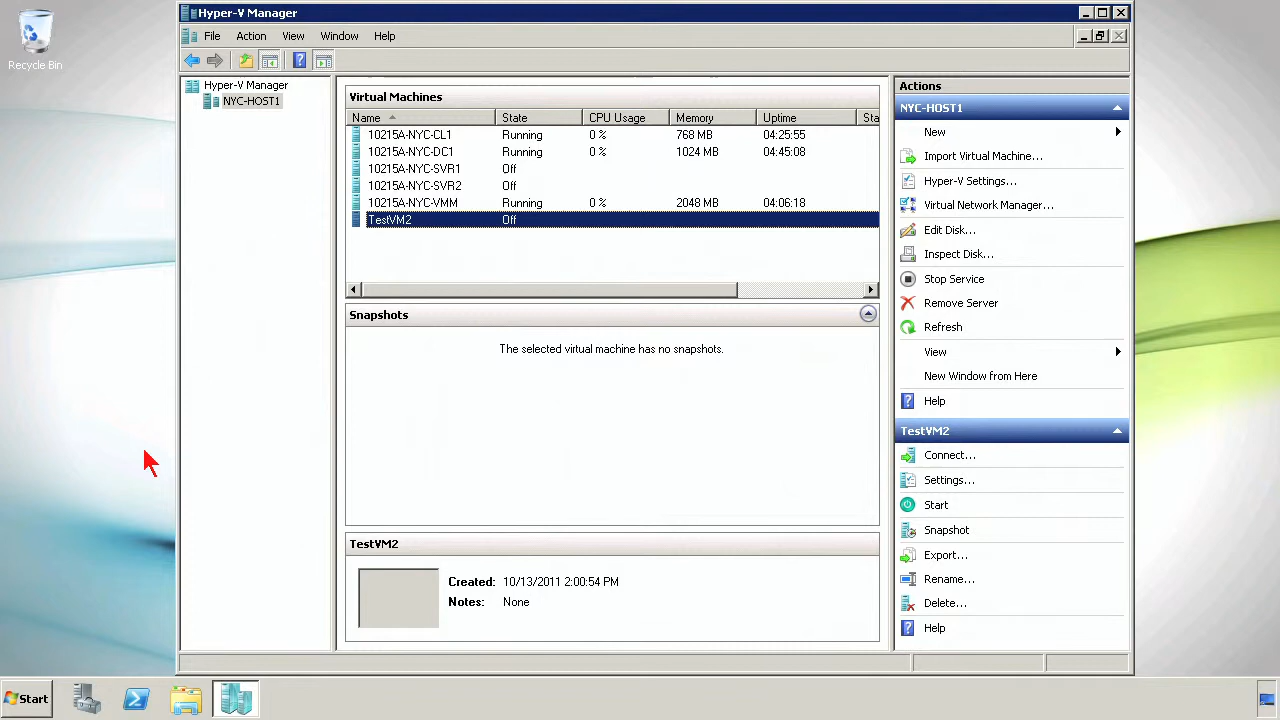 Recycle Bin
Hyper-V Manager
File Action View Window Help
Hyper-V Manager
NYC-HOST1
Virtual Machines
Name State CPU Usage Memory Uptime Sta
10215A-NYC-CL1 Running 0 % 768 MB 04:25:55
10215A-NYC-DC1 Running 0 % 1024 MB 04:45:08
10215A-NYC-SVR1 Off
10215A-NYC-SVR2 Off
10215A-NYC-VMM Running 0 % 2048 MB 04:03:18
TestVM2 Off
Snapshots
The selected virtual machine has no snapshots.
TestVM2
Created: 10/13/2011 2:00:54 PM
Notes: None
Actions
NYC-HOST1
New
Import Virtual Machine...
Hyper-V Settings...
Virtual Network Manager...
Edit Disk...
Inspect Disk...
Stop Service
Remove Server
Refresh
View
New Window from Here
Help
TestVM2
Connect...
Settings...
Start
Snapshot
Export...
Rename...
Delete...
Help
Start